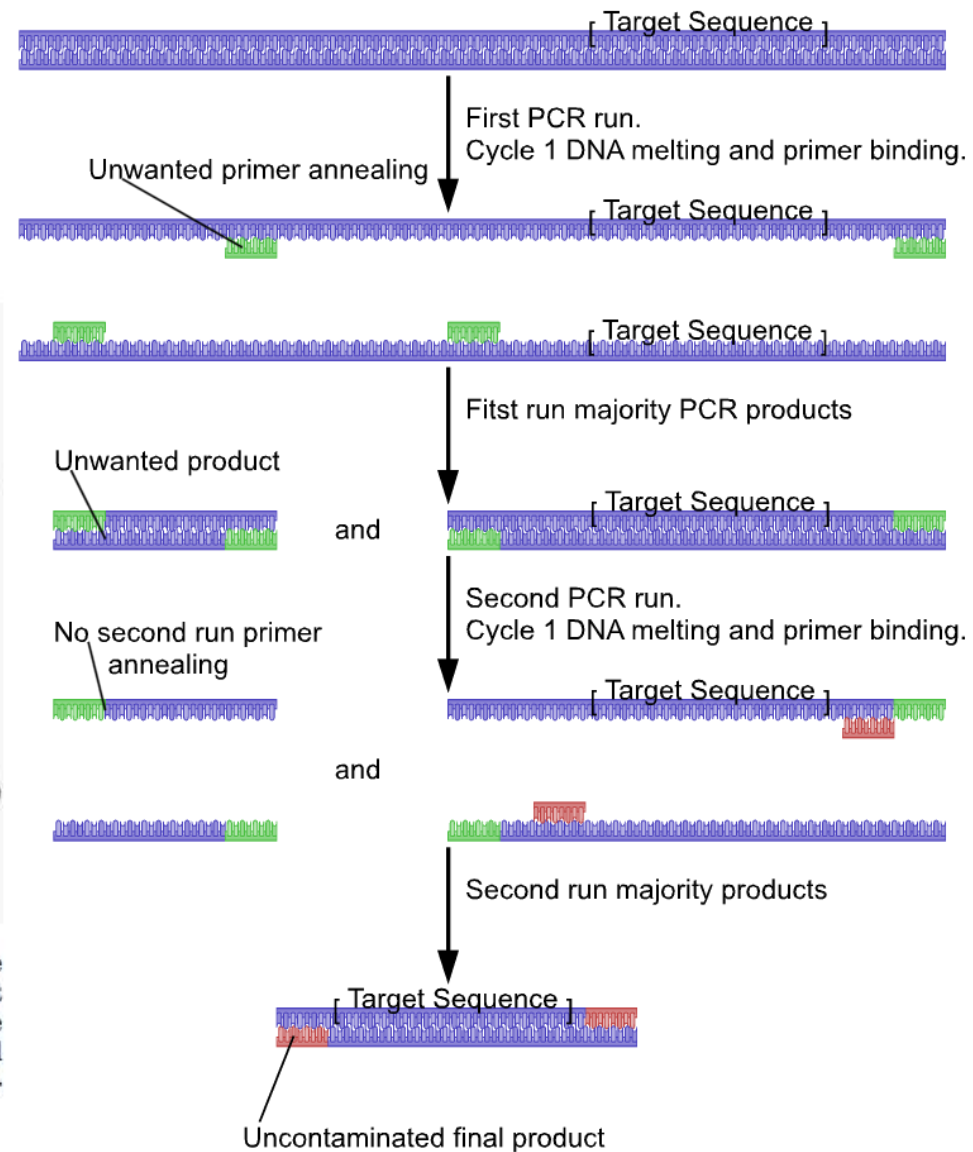 [ Target Sequence ]
First PCR run.
Cycle 1 DNA melting and primer binding.
Unwanted primer annealing
[ Target Sequence ]
[ Target Sequence ]
Fitst run majority PCR products
Unwanted product
[ Target Sequence ]
and
Second PCR run.
Cycle 1 DNA melting and primer binding.
No second run primer
annealing
[ Target Sequence ]
and
Second run majority products
[ Target Sequence ]
Uncontaminated final product